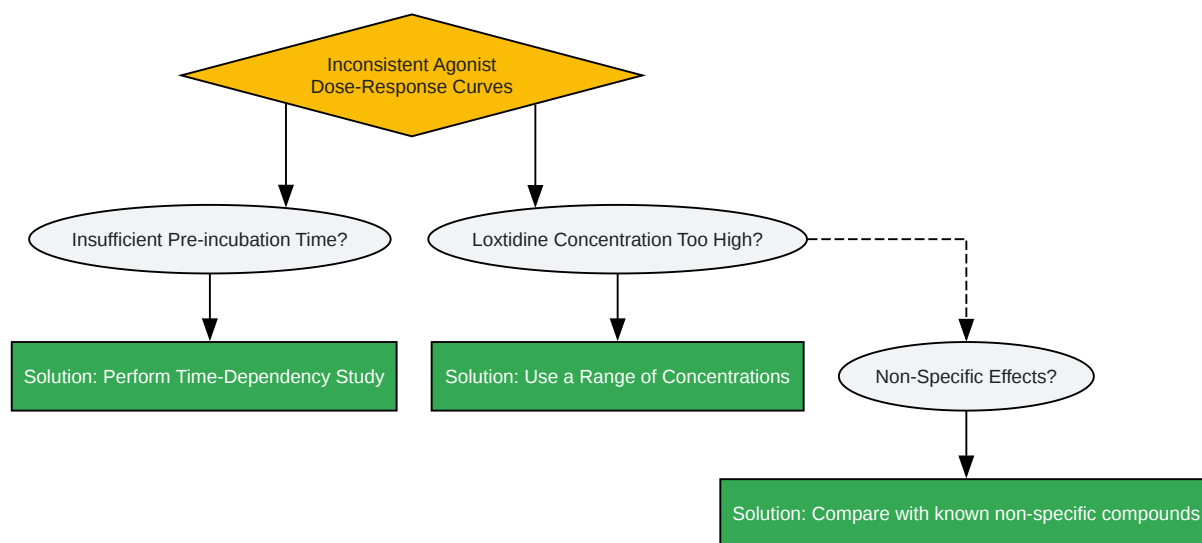 Inconsistent Agonist
Dose-Response Curves
Insufficient Pre-incubation Time?
Loxtidine Concentration Too High?
Solution: Perform Time-Dependency Study
Solution: Use a Range of Concentrations
Non-Specific Effects?
Solution: Compare with known non-specific compounds